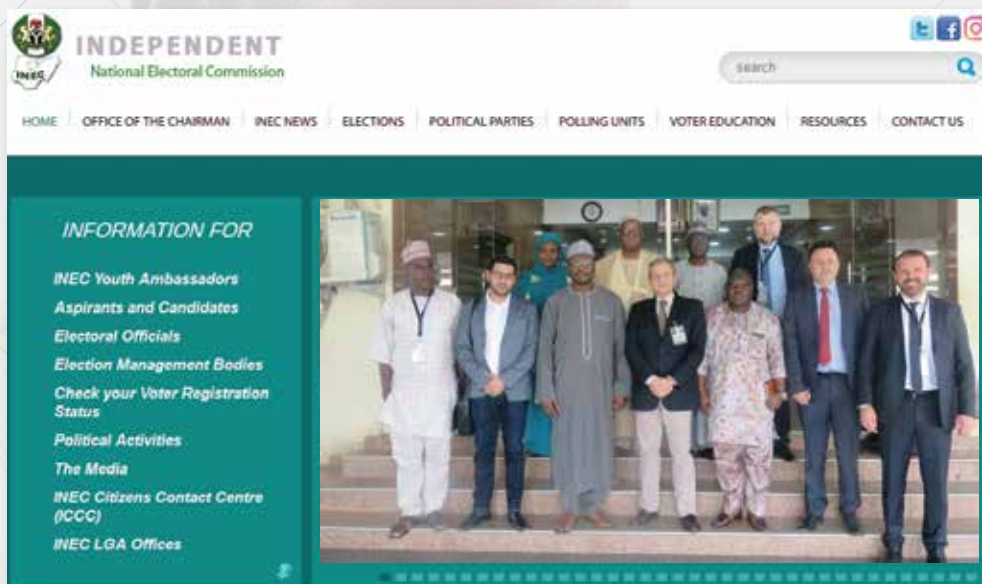 INDEPENDENT
National Electoral Commission
INEC
search
HOME OFFICE OF THE CHAIRMAN INEC NEWS ELECTIONS POLITICAL PARTIES POLLING UNITS VOTER EDUCATION RESOURCES CONTACT US
INFORMATION FOR
INEC Youth Ambassadors
Aspirants and Candidates
Electoral Officials
Election Management Bodies
Check your Voter Registration
Status
Political Activities
The Media
INEC Citizens Contact Centre
(ICCC)
INEC LGA Offices